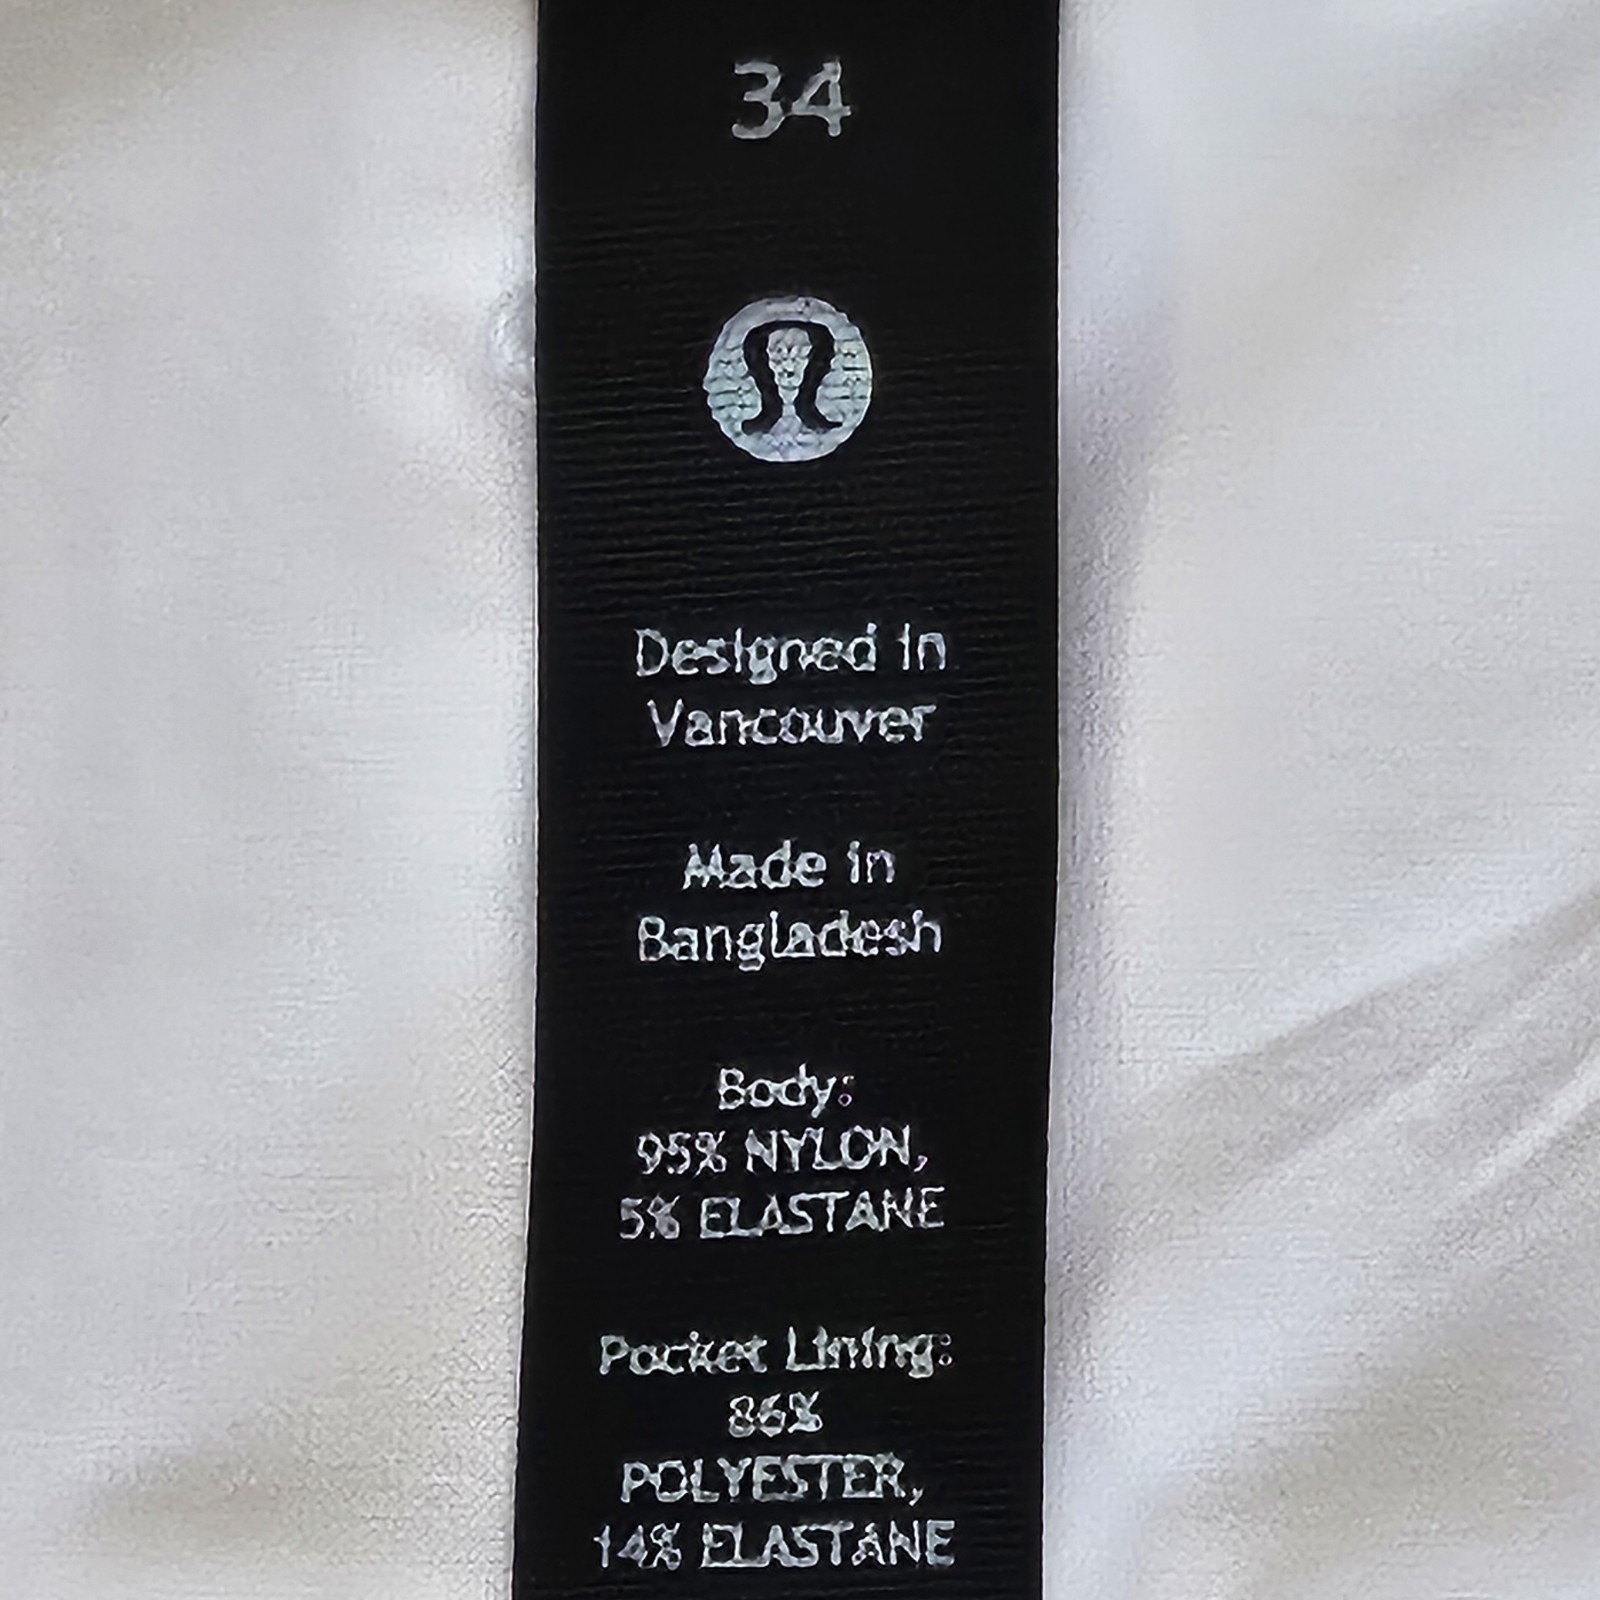 34
Designed in
Vancouver
Made in
Bangladesh
Body:
95% NYLON,
5% ELASTANE
Pocket Lining:
86%
POLYESTER,
14% ELASTANE